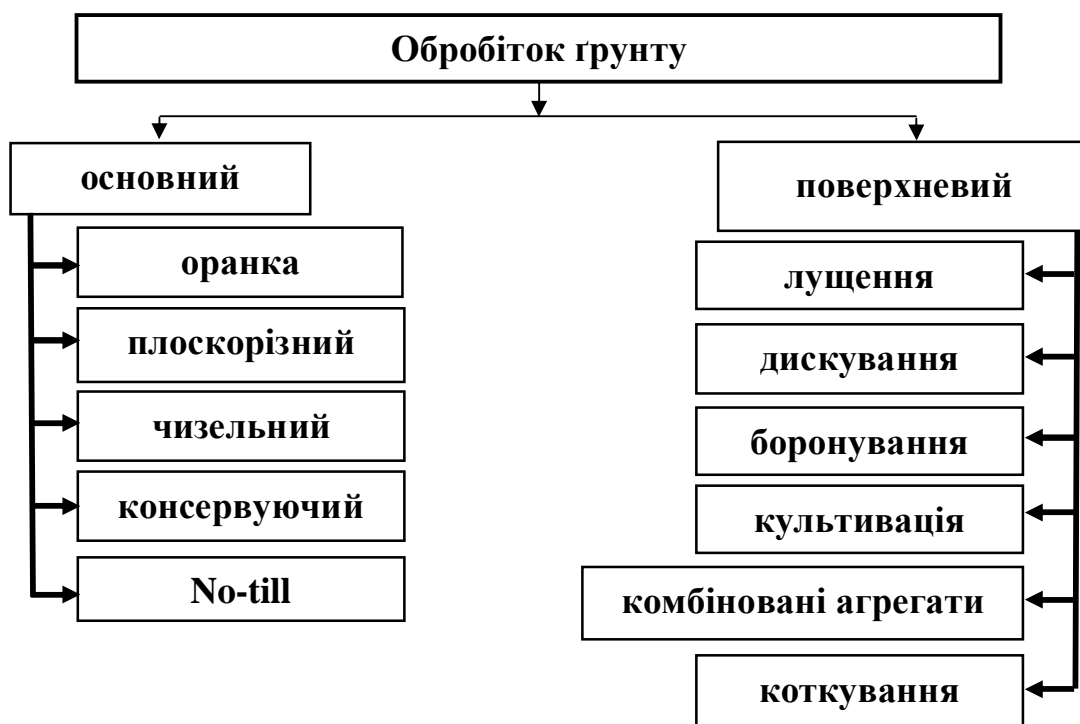 Обробіток ґрунту
основний
оранка
плоскорізний
чизельний
консервуючий
No-till
поверхневий
лущення
дискування
боронування
культивація
комбіновані агрегати
коткування